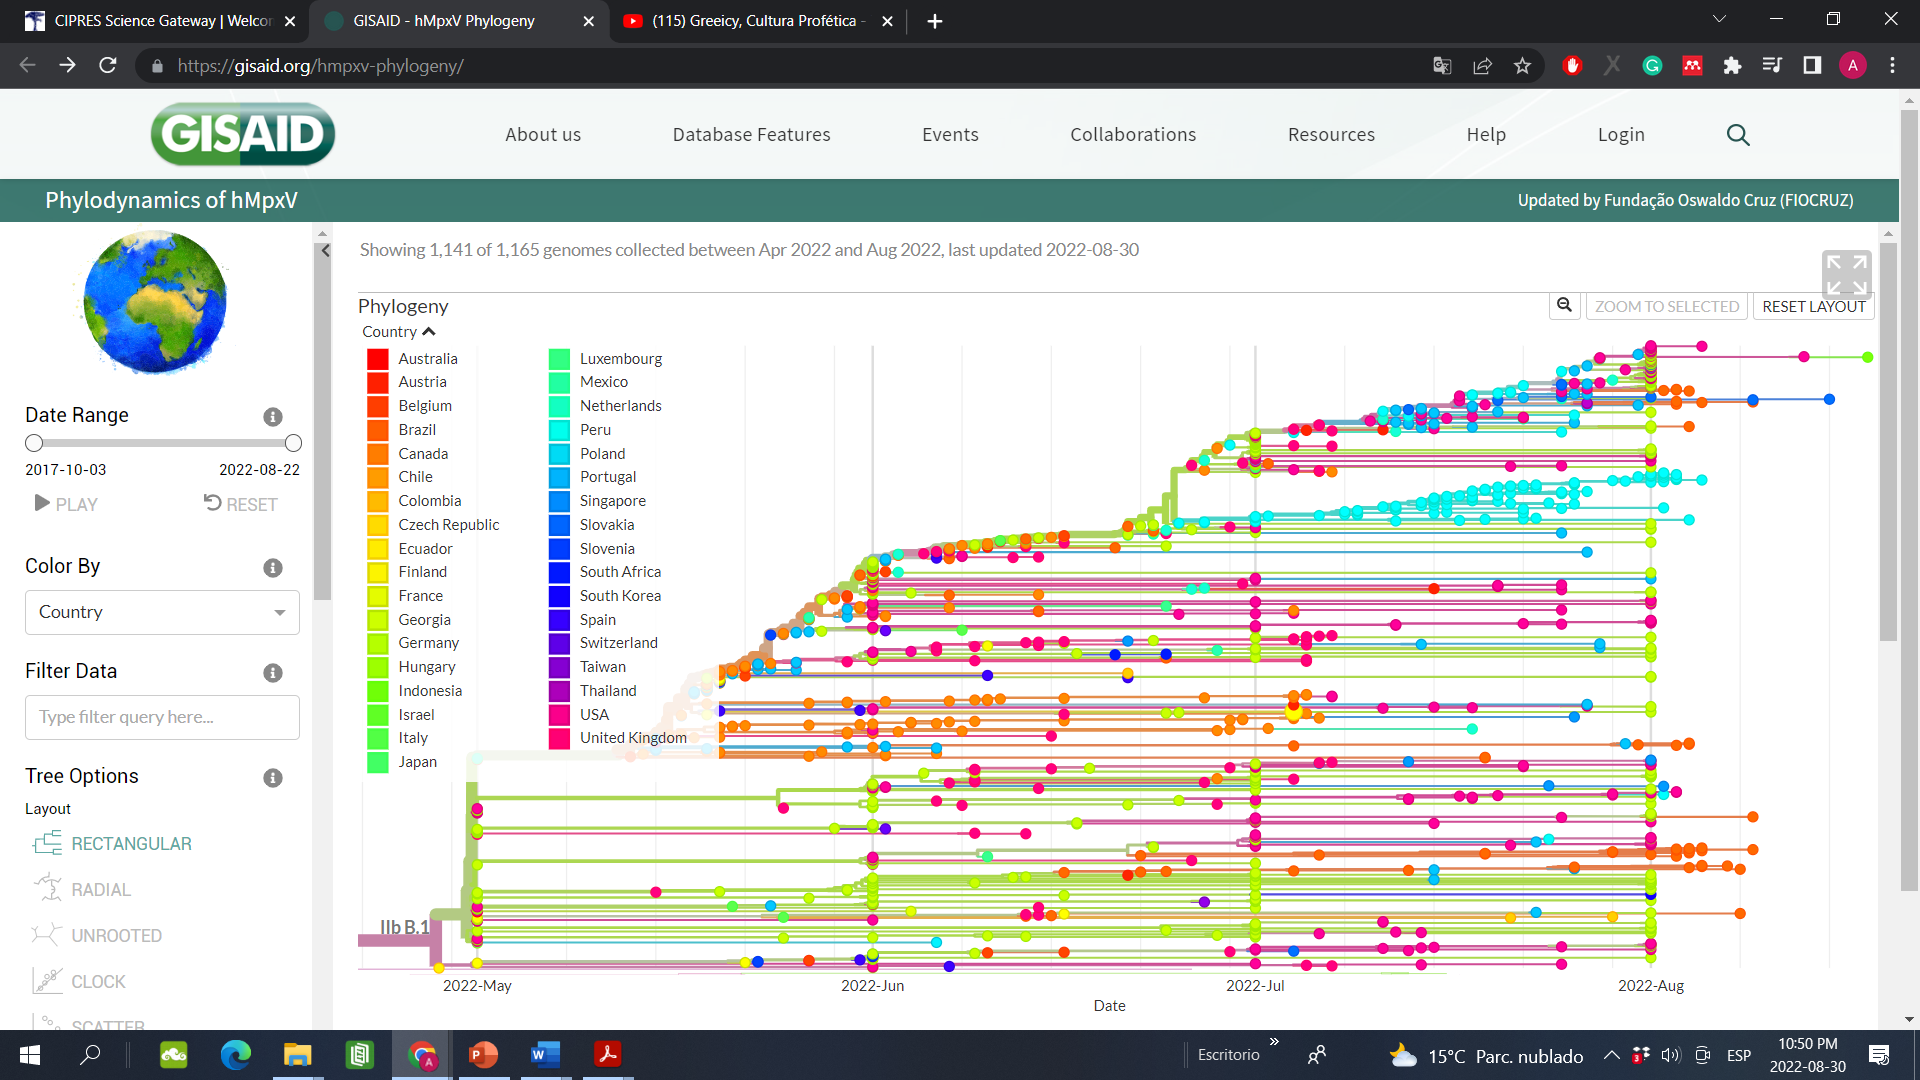 CIPRES Science Gateway | Welcor
GISAID - hMpxV Phylogeny
(115) Greeicy, Cultura Profética -
https://gisaid.org/hmpxv-phylogeny/
A
GISAID
About us
Database Features
Events
Collaborations
Resources
Help
Login
Phylodynamics of hMpxV
Updated by Fundação Oswaldo Cruz (FIOCRUZ)
Showing 1,141 of 1,165 genomes collected between Apr 2022 and Aug 2022, last updated 2022-08-30
Date Range
2017-10-03
2022-08-22
PLAY
RESET
Color By
Country
Filter Data
Type filter query here...
Tree Options
Layout
RECTANGULAR
RADIAL
UNROOTED
CLOCK
SCATTER
Phylogeny
ZOOM TO SELECTED
RESET LAYOUT
Country
Australia
Austria
Belgium
Brazil
Canada
Chile
Colombia
Czech Republic
Ecuador
Finland
France
Georgia
Germany
Hungary
Indonesia
Israel
Italy
Japan
Luxembourg
Mexico
Netherlands
Peru
Poland
Portugal
Singapore
Slovakia
Slovenia
South Africa
South Korea
Spain
Switzerland
Taiwan
Thailand
USA
United Kingdom
IIb B.1
2022-May
2022-Jun
2022-Jul
2022-Aug
Date
Escritorio
15°C Parc. nublado
ESP
10:50 PM
2022-08-30